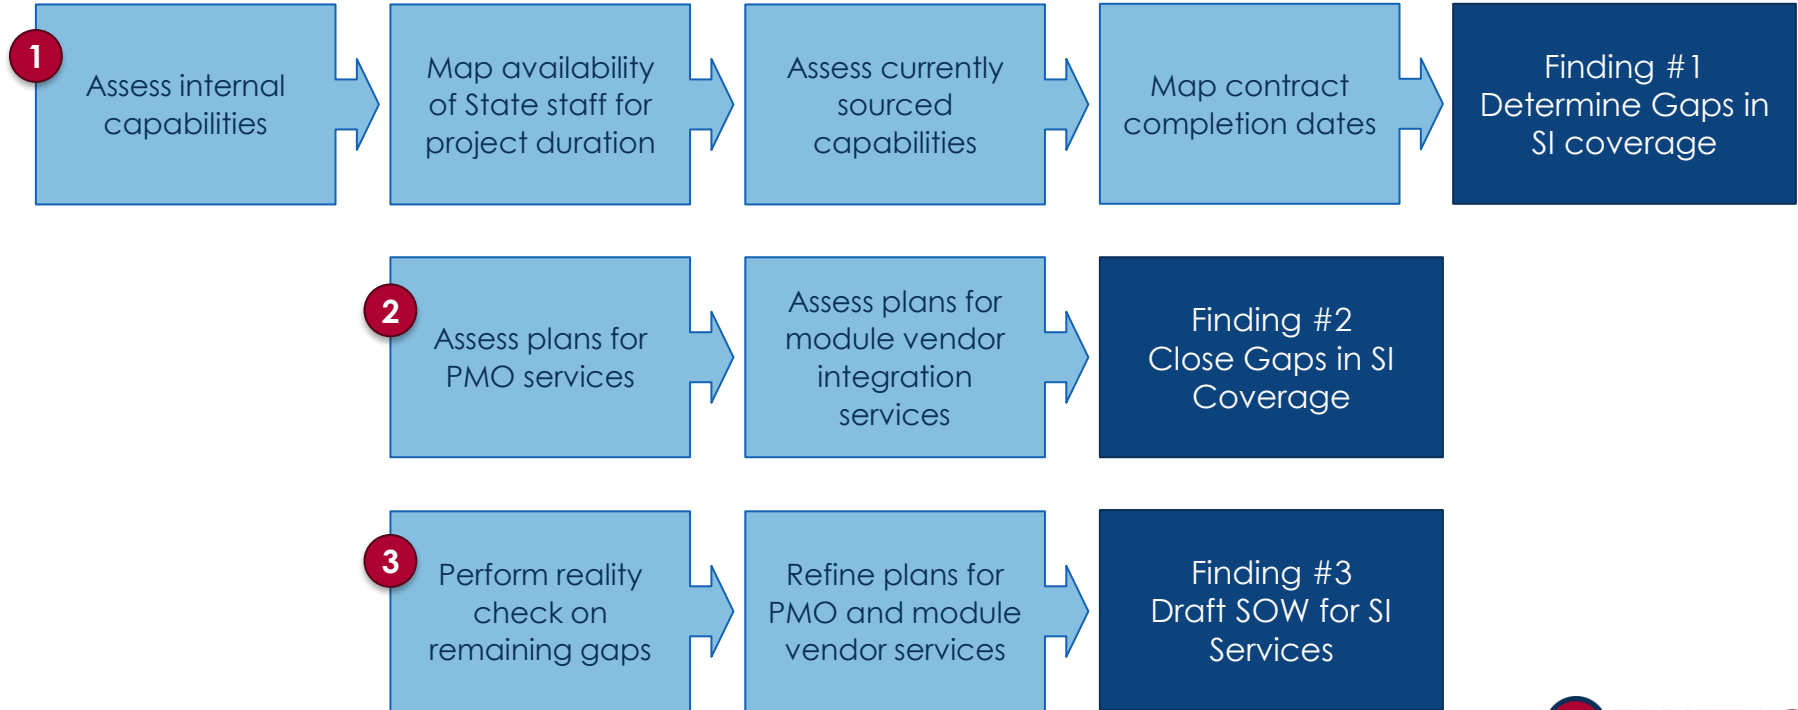 1
Assess internal
capabilities
Map availability
of State staff for
project duration
Assess currently
sourced
capabilities
Map contract
completion dates
Finding #1
Determine Gaps in
SI coverage
2
Assess plans for
PMO services
Assess plans for
module vendor
integration
services
Finding #2
Close Gaps in SI
Coverage
3
Perform reality
check on
remaining gaps
Refine plans for
PMO and module
vendor services
Finding #3
Draft SOW for SI
Services